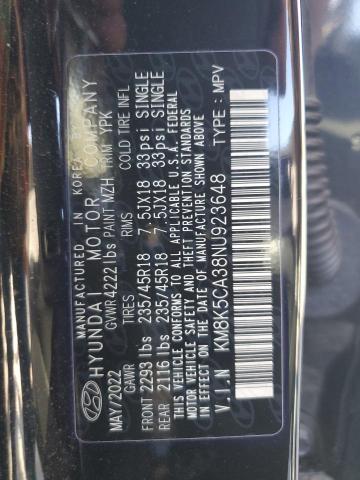 MANUFACTURED IN KOREA BY
HYUNDAI MOTOR COMPANY
MAY/2022 GVWR 4222 lbs PAINT MZH TRIM YPK
GAWR TIRES RIMS COLD TIRE INFL
FRONT 2293 lbs 235/45R18 7.5JX18 33psi SINGLE
REAR 2116 lbs 235/45R18 7.5JX18 33psi SINGLE
THIS VEHICLE CONFORMS TO ALL APPLICABLE U.S.A. FEDERAL
MOTOR VEHICLE SAFETY AND THEFT PREVENTION STANDARDS
IN EFFECT ON THE DATE OF MANUFACTURE SHOWN ABOVE.
V.I.N KM8K5CA38NU923648 TYPE: MPV